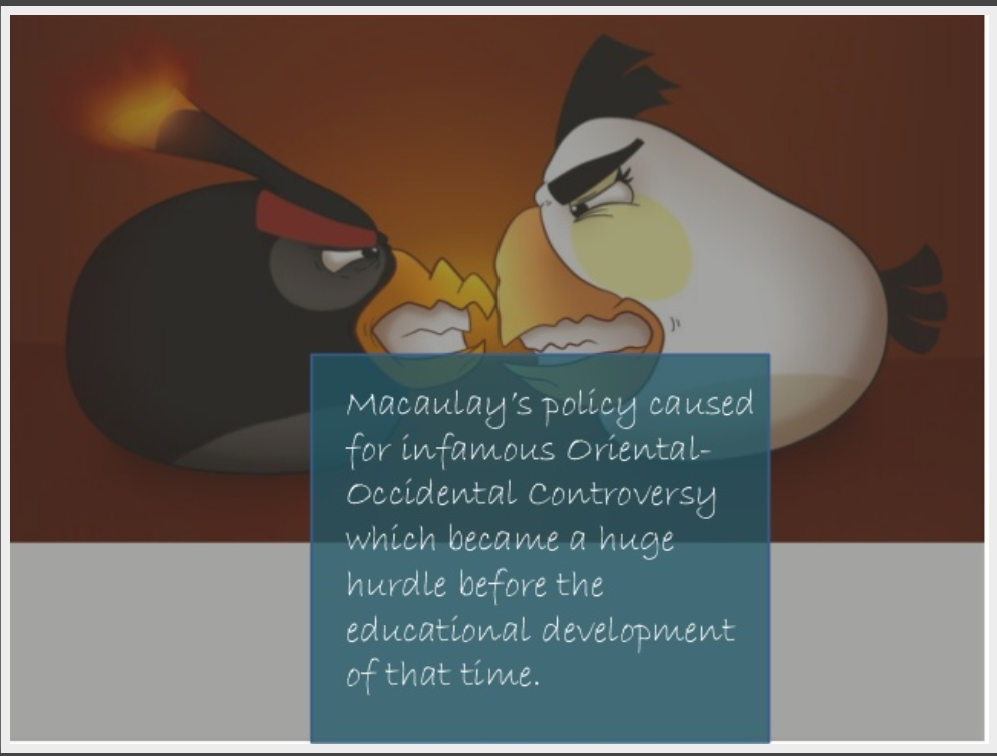 Macaulay's policy caused
for infamous Oriental-
Occidental Controversy
which became a huge
hurdle before the
educational development
of that time.